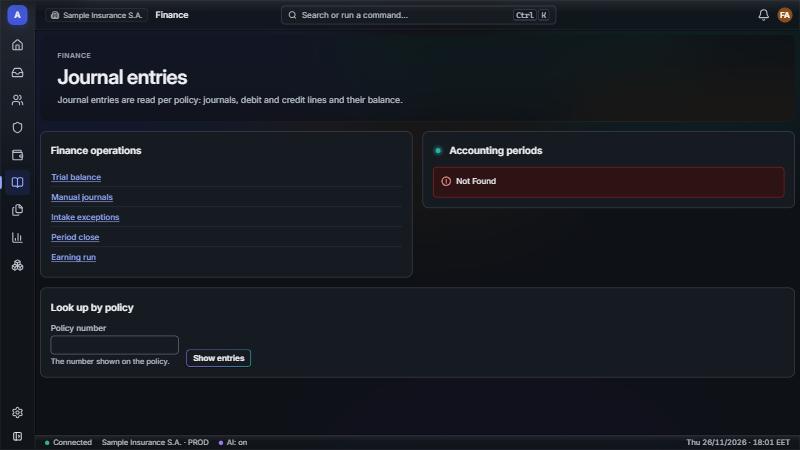 A
Sample Insurance S.A.
Finance
Search or run a command...
Ctrl K
FA
FINANCE
Journal entries
Journal entries are read per policy: journals, debit and credit lines and their balance.
Finance operations
Trial balance
Manual journals
Intake exceptions
Period close
Earning run
Accounting periods
Not Found
Look up by policy
Policy number
The number shown on the policy.
Show entries
Connected
Sample Insurance S.A. · PROD
AI: on
Thu 26/11/2026 · 18:01 EET